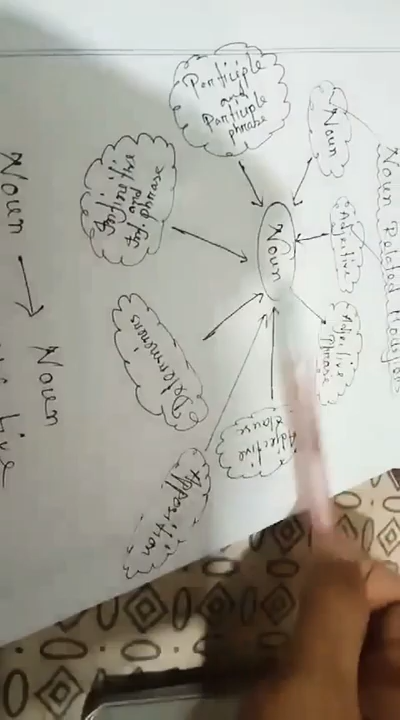 Noun Related Modifiers
Noun
Adjective
Adjective
phrase
Participle
and
Participle
phrase
Noun
Infinitive
and
Inf. phrase
Adjective
clause
Determiners
Apposition
Noun → Noun